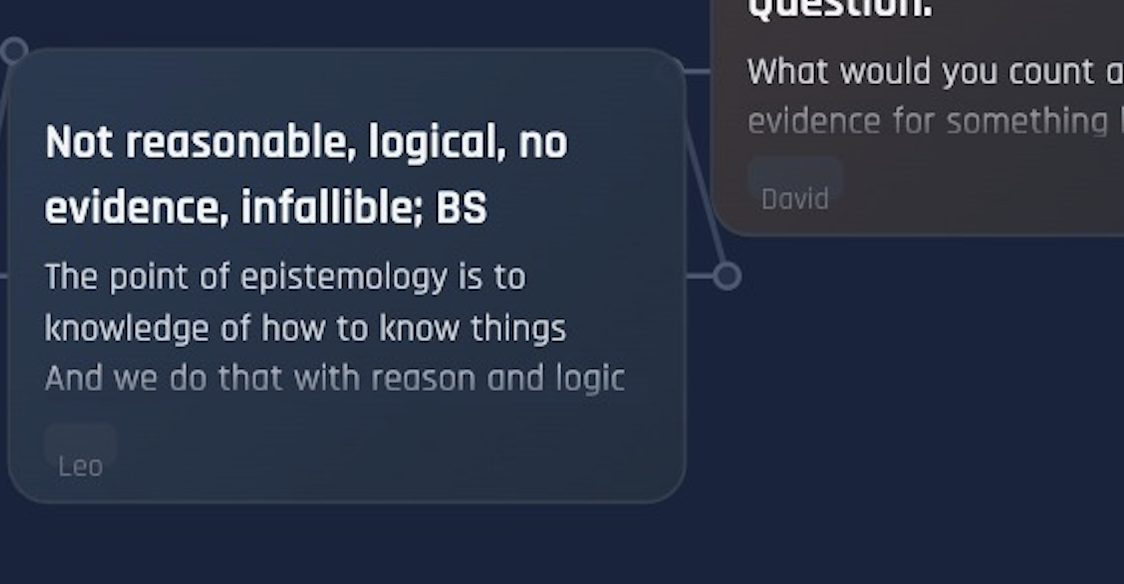 Question.
What would you count a
evidence for something
David
Not reasonable, logical, no
evidence, infallible; BS
The point of epistemology is to
knowledge of how to know things
And we do that with reason and logic
Leo